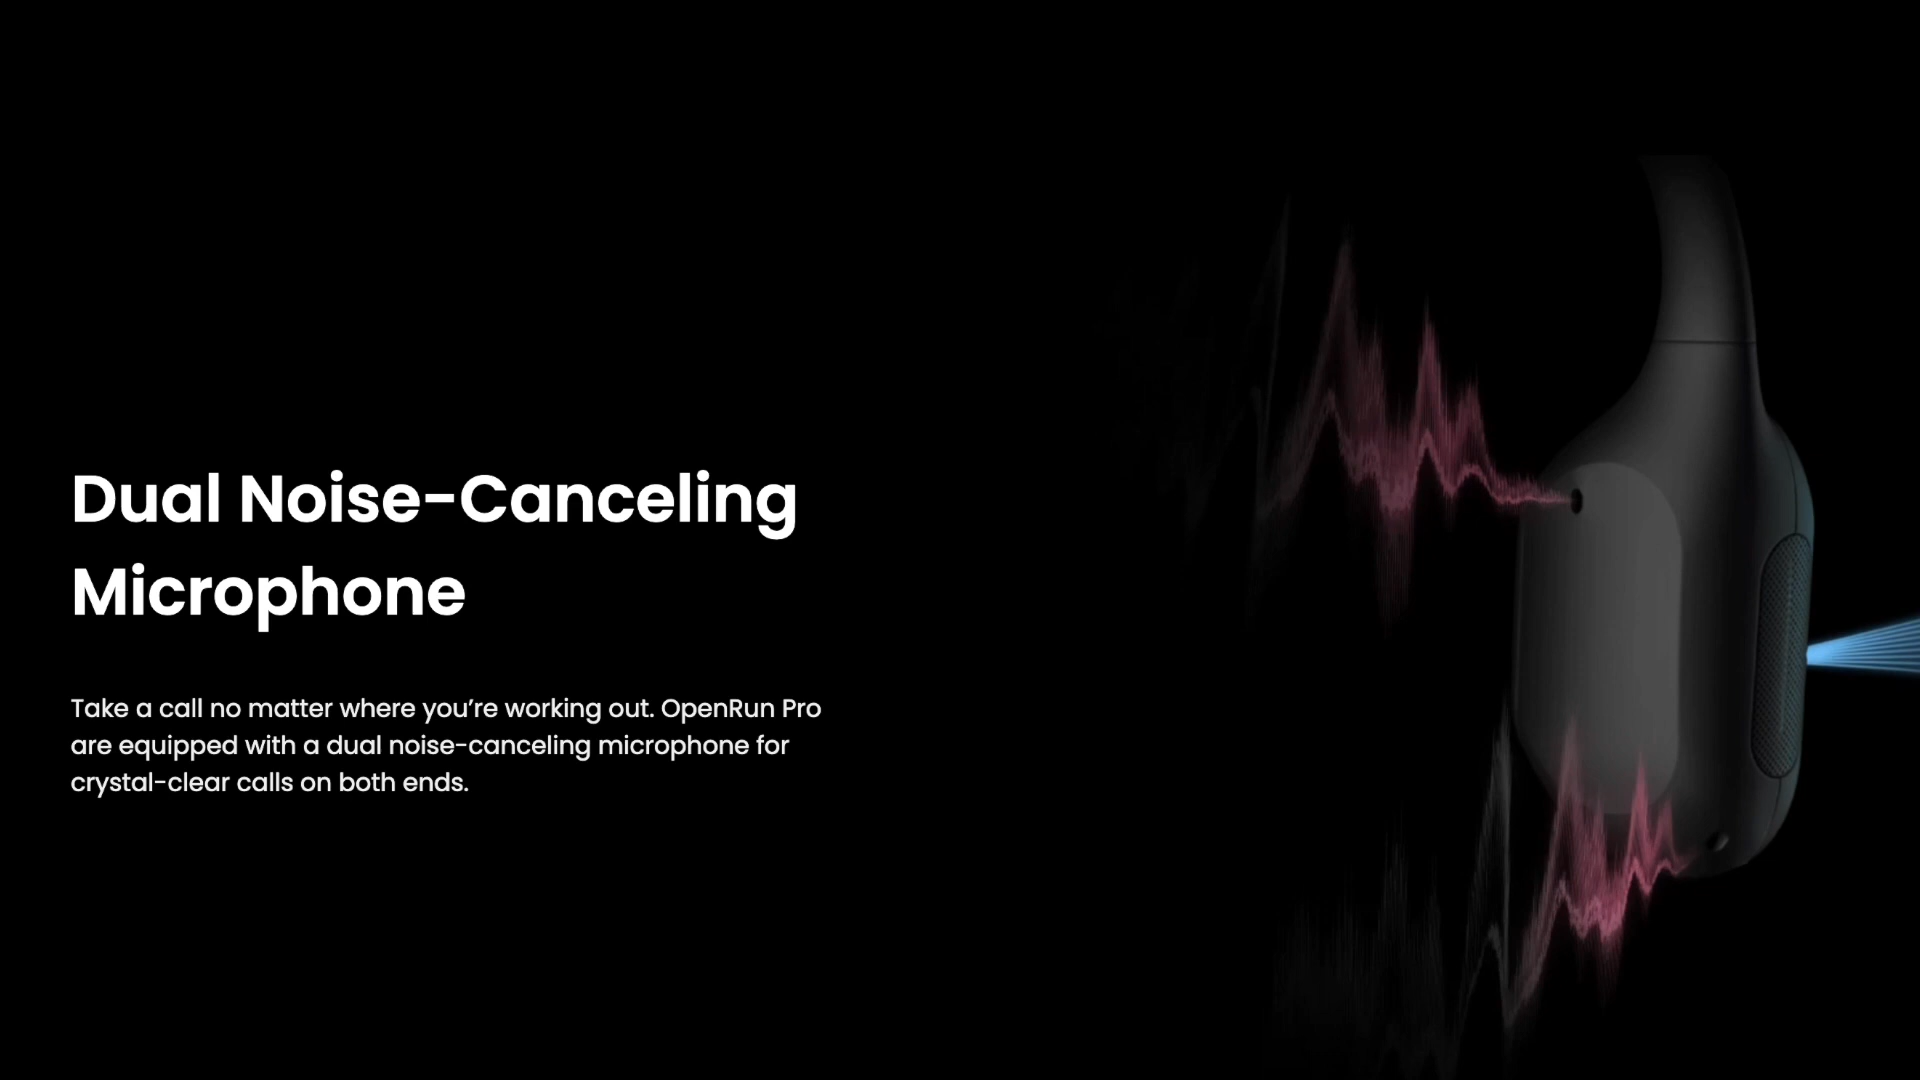 Dual Noise-Canceling
Microphone
Take a call no matter where you’re working out. OpenRun Pro
are equipped with a dual noise-canceling microphone for
crystal-clear calls on both ends.